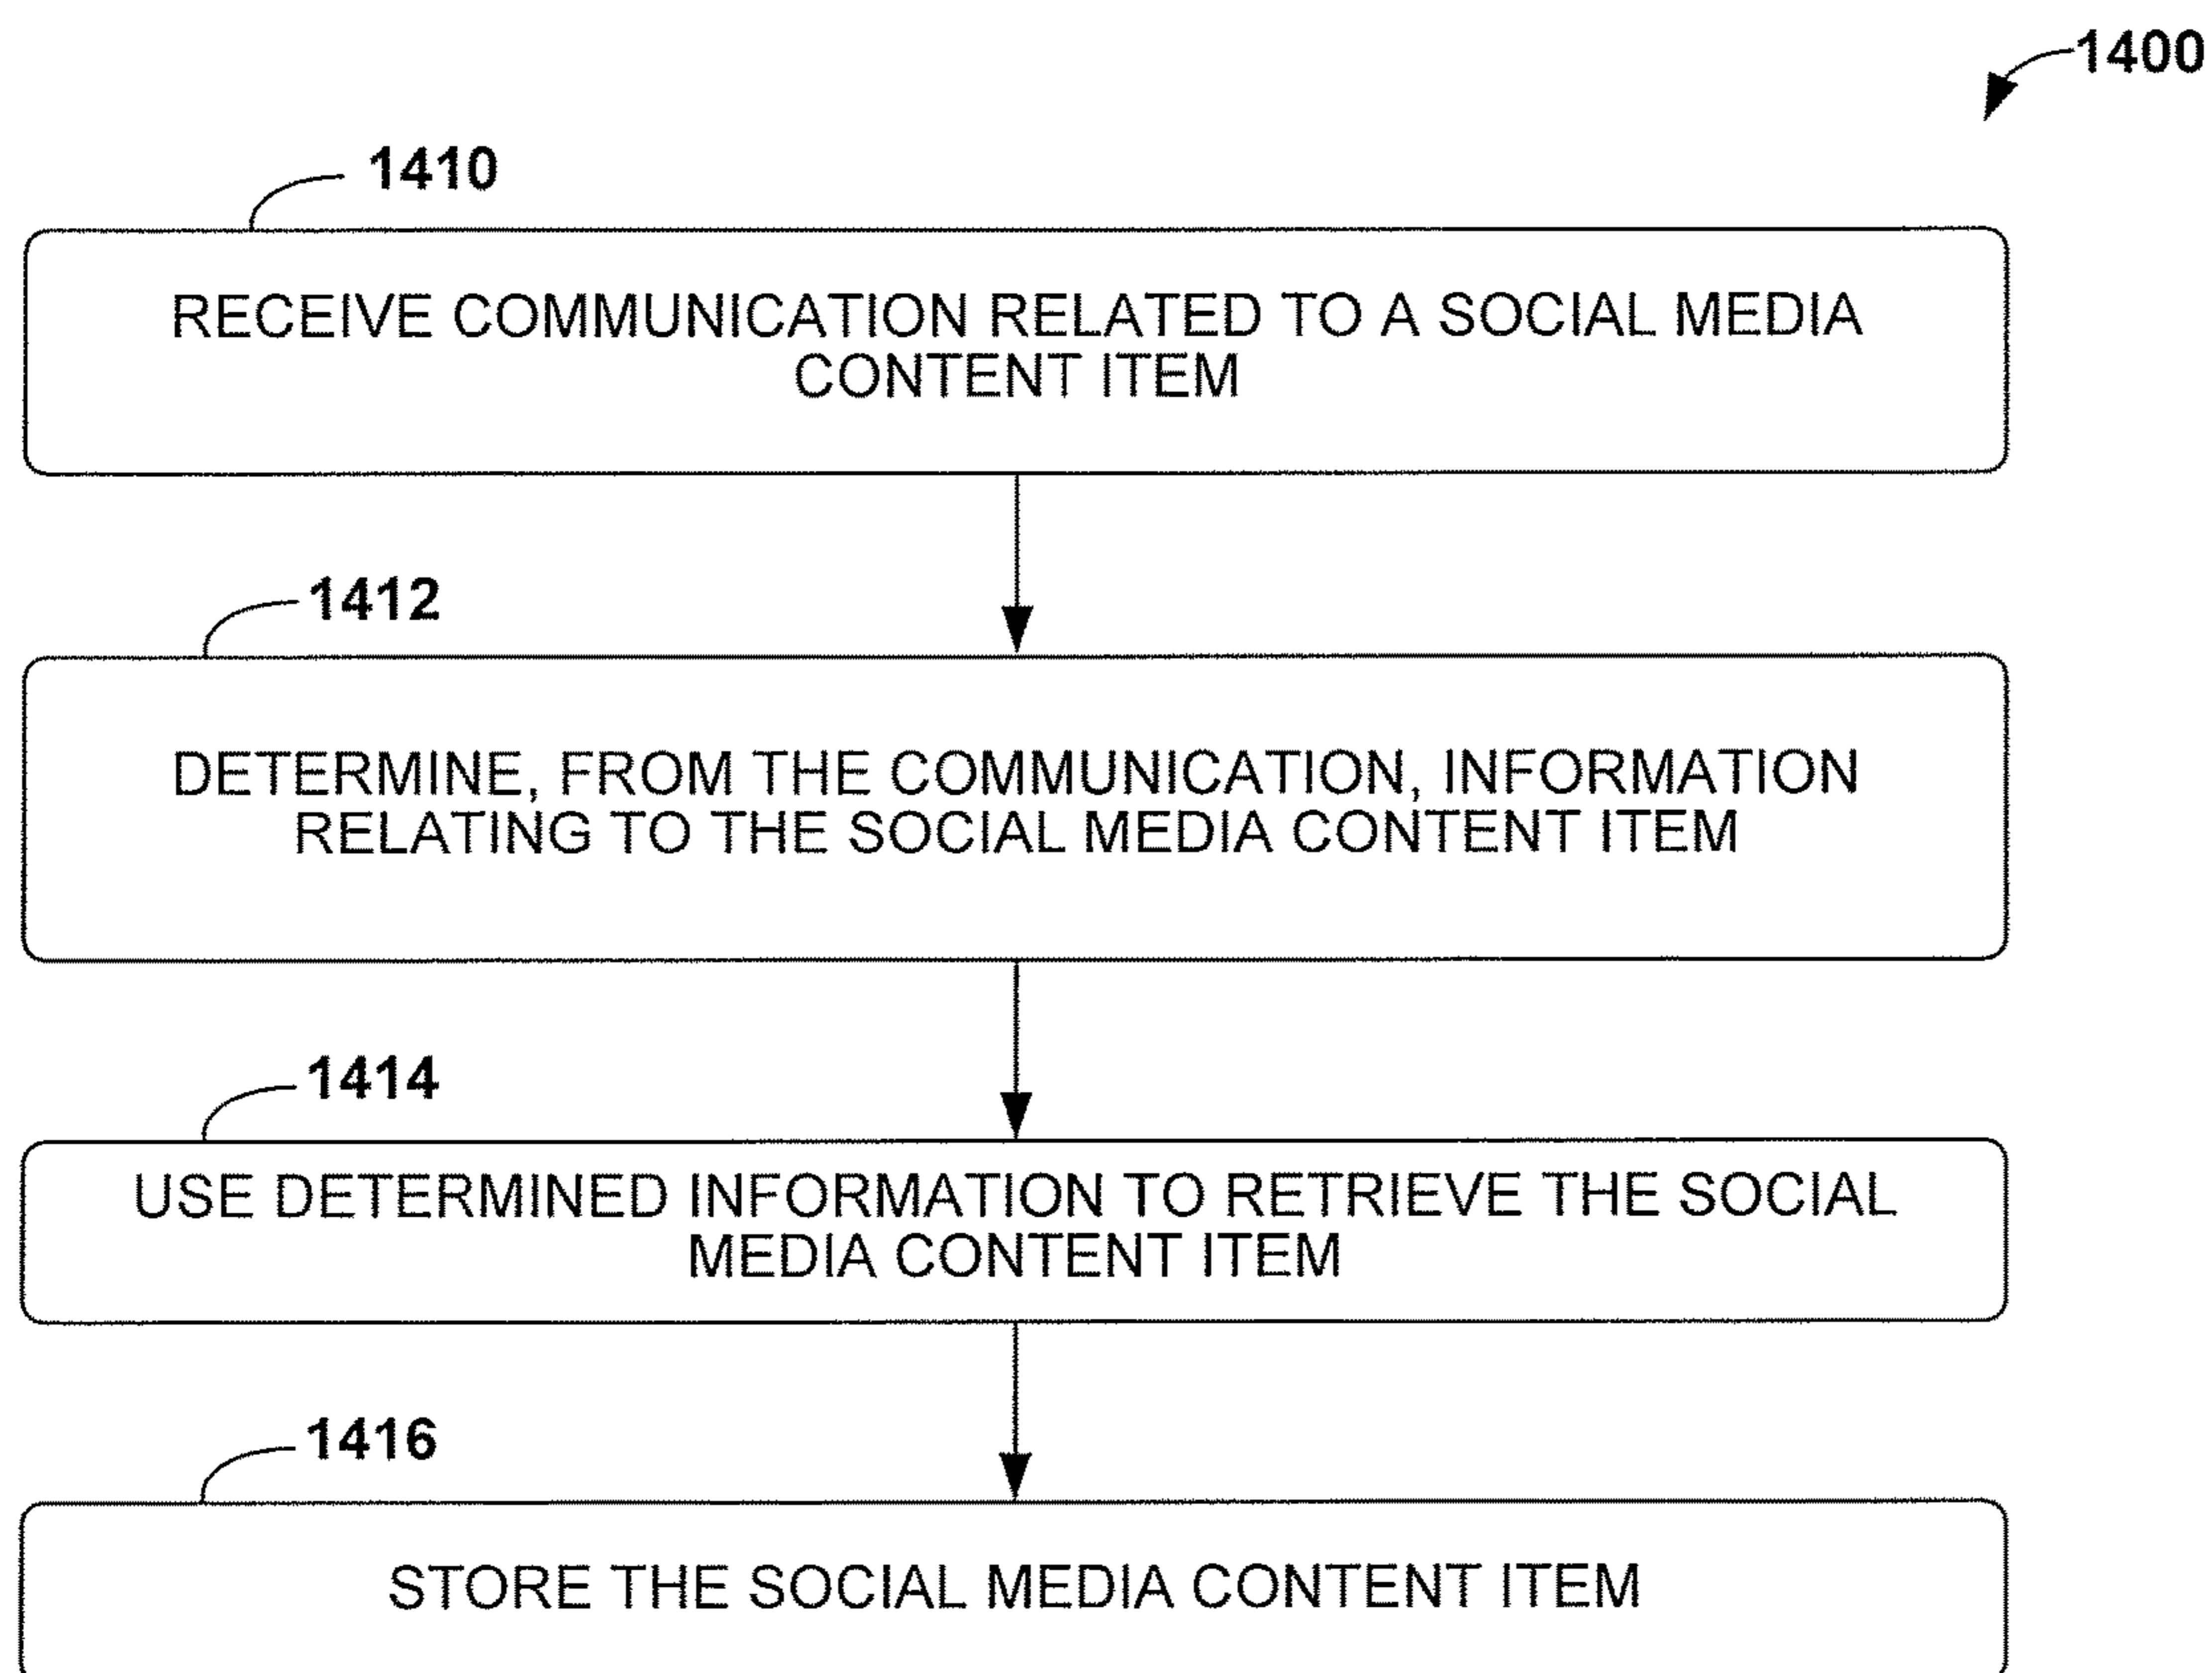 1400
1410
RECEIVE COMMUNICATION RELATED TO A SOCIAL MEDIA
CONTENT ITEM
1412
DETERMINE, FROM THE COMMUNICATION, INFORMATION
RELATING TO THE SOCIAL MEDIA CONTENT ITEM
1414
USE DETERMINED INFORMATION TO RETRIEVE THE SOCIAL
MEDIA CONTENT ITEM
1416
STORE THE SOCIAL MEDIA CONTENT ITEM